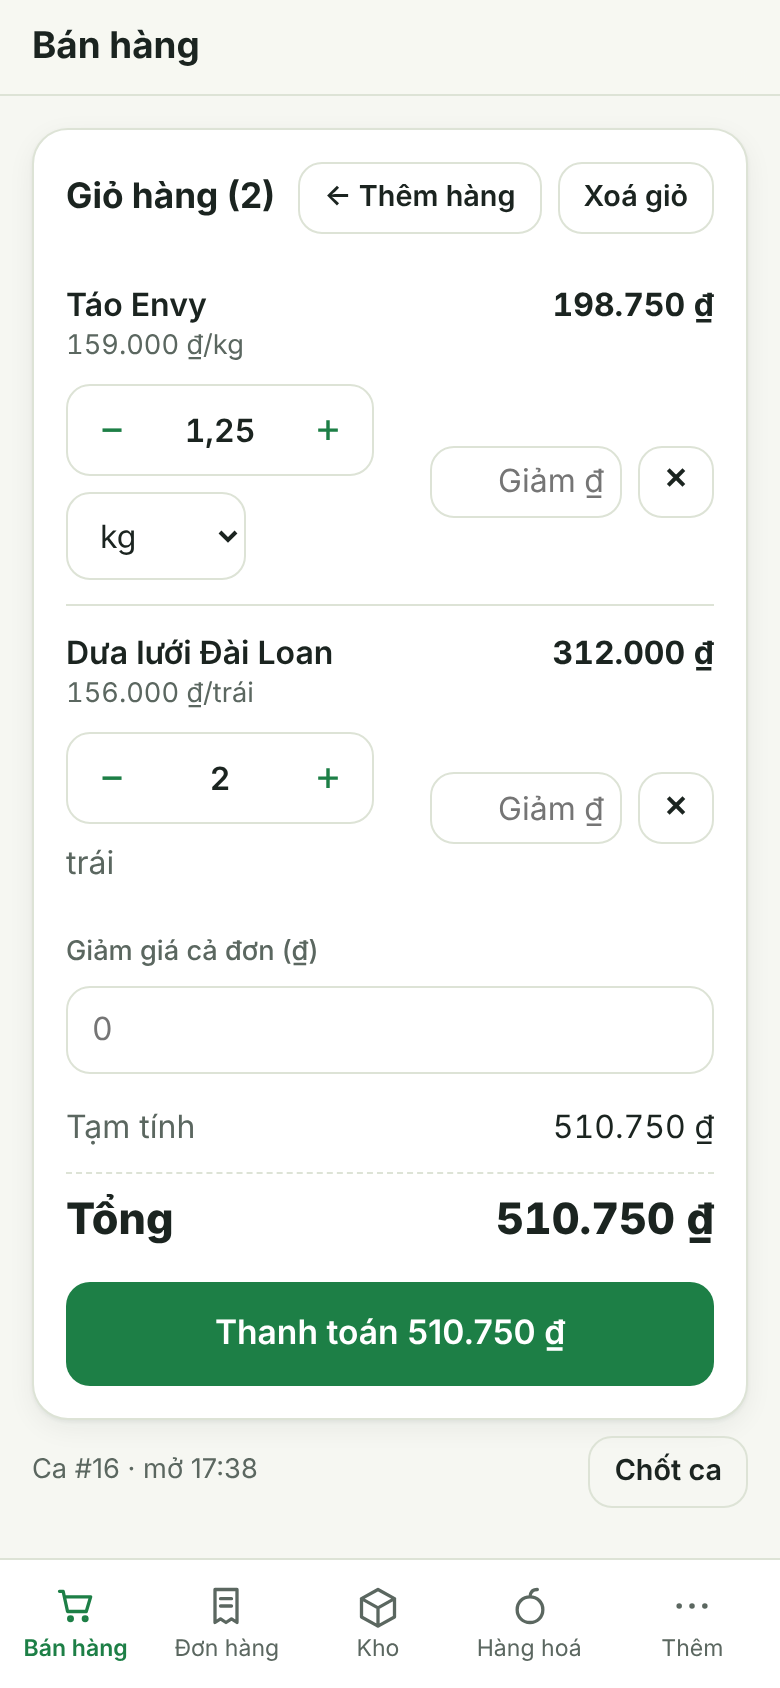 Bán hàng
Giỏ hàng (2)
← Thêm hàng
Xoá giỏ
Táo Envy
198.750 ₫
159.000 ₫/kg
− 1,25 +
Giảm ₫
✕
kg
Dưa lưới Đài Loan
312.000 ₫
156.000 ₫/trái
− 2 +
Giảm ₫
✕
trái
Giảm giá cả đơn (₫)
0
Tạm tính
510.750 ₫
Tổng
510.750 ₫
Thanh toán 510.750 ₫
Ca #16 · mở 17:38
Chốt ca
Bán hàng
Đơn hàng
Kho
Hàng hoá
Thêm